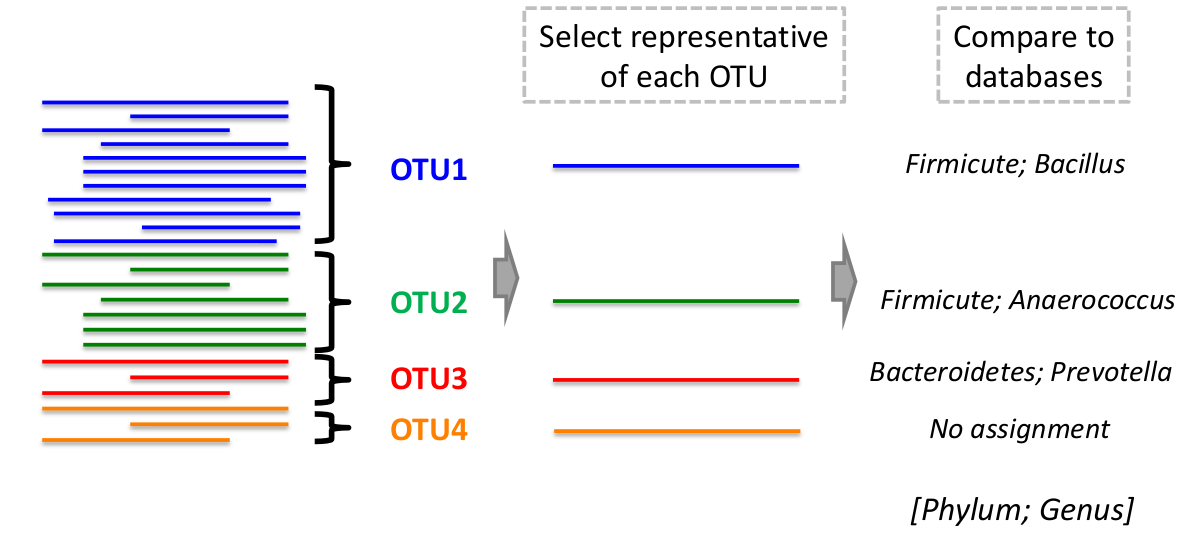 Select representative
of each OTU
Compare to
databases
OTU1
Firmicute; Bacillus
OTU2
Firmicute; Anaerococcus
OTU3
Bacteroidetes; Prevotella
OTU4
No assignment
[Phylum; Genus]